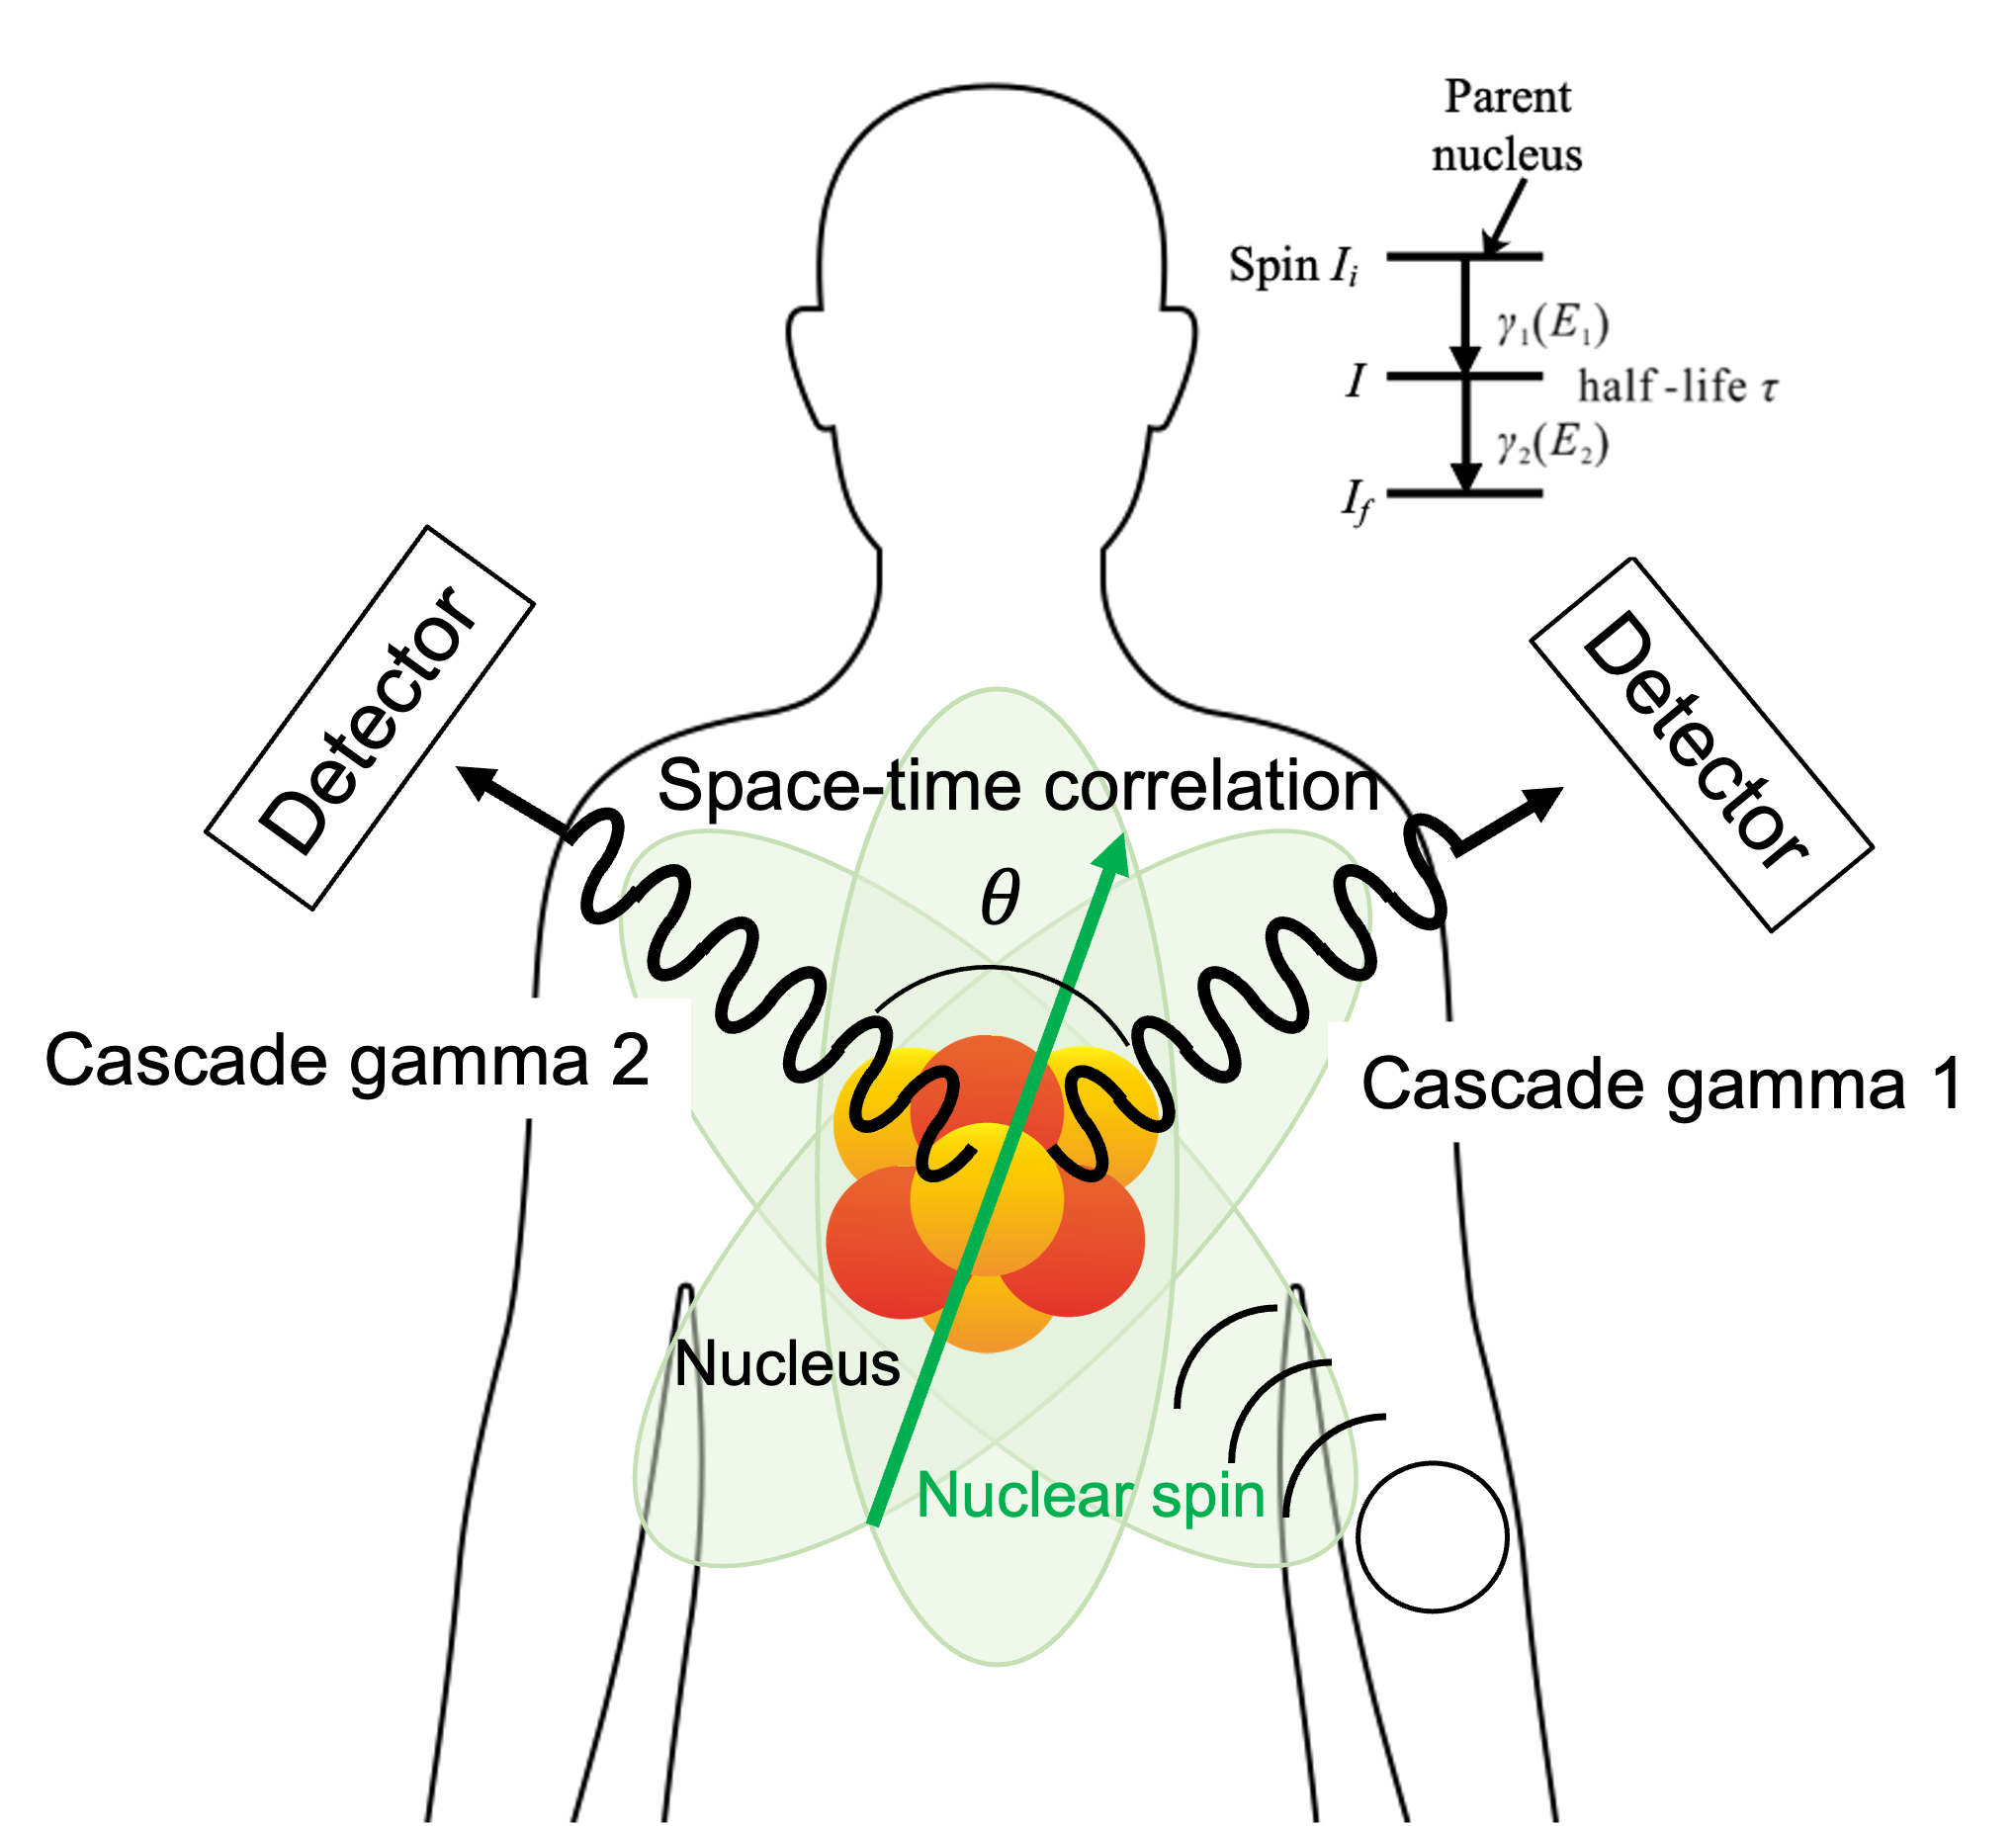 Parent
nucleus
Spin Iᵢ
γ₁(E₁)
I
half-life τ
γ₂(E₂)
I_f
Detector
Detector
Space-time correlation
θ
Cascade gamma 2
Cascade gamma 1
Nucleus
Nuclear spin